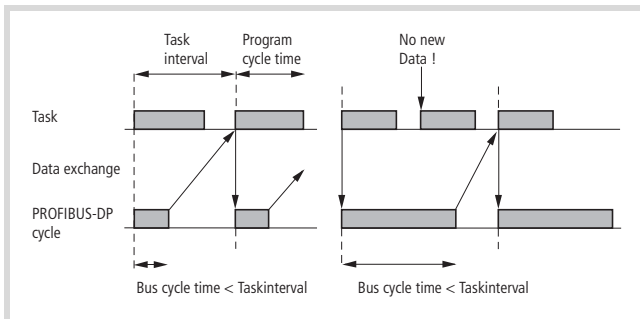 Task
interval
Program
cycle time
No new
Data !
Task
Data exchange
PROFIBUS-DP
cycle
Bus cycle time < Taskinterval
Bus cycle time < Taskinterval